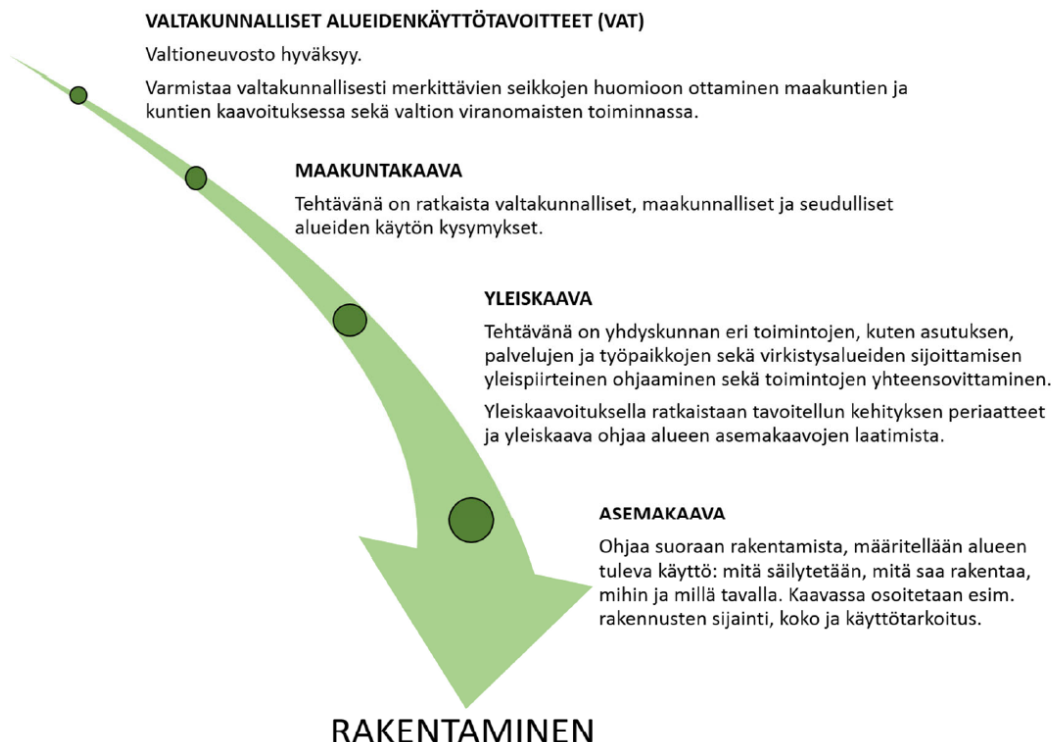 VALTAKUNNALLISET ALUEIDENKÄYTTÖTAVOITTEET (VAT)
Valtioneuvosto hyväksyy.
Varmistaa valtakunnallisesti merkittävien seikkojen huomioon ottaminen maakuntien ja
kuntien kaavoituksessa sekä valtion viranomaisten toiminnassa.
MAAKUNTAKAAVA
Tehtävänä on ratkaista valtakunnalliset, maakunnalliset ja seudulliset
alueiden käytön kysymykset.
YLEISKAAVA
Tehtävänä on yhdyskunnan eri toimintojen, kuten asutuksen,
palvelujen ja työpaikkojen sekä virkistysalueiden sijoittamisen
yleispiirteinen ohjaaminen sekä toimintojen yhteensovittaminen.
Yleiskaavoituksella ratkaistaan tavoitellun kehityksen periaatteet
ja yleiskaava ohjaa alueen asemakaavojen laatimista.
ASEMAKAAVA
Ohjaa suoraan rakentamista, määritellään alueen
tuleva käyttö: mitä säilytetään, mitä saa rakentaa,
mihin ja millä tavalla. Kaavassa osoitetaan esim.
rakennusten sijainti, koko ja käyttötarkoitus.
RAKENTAMINEN